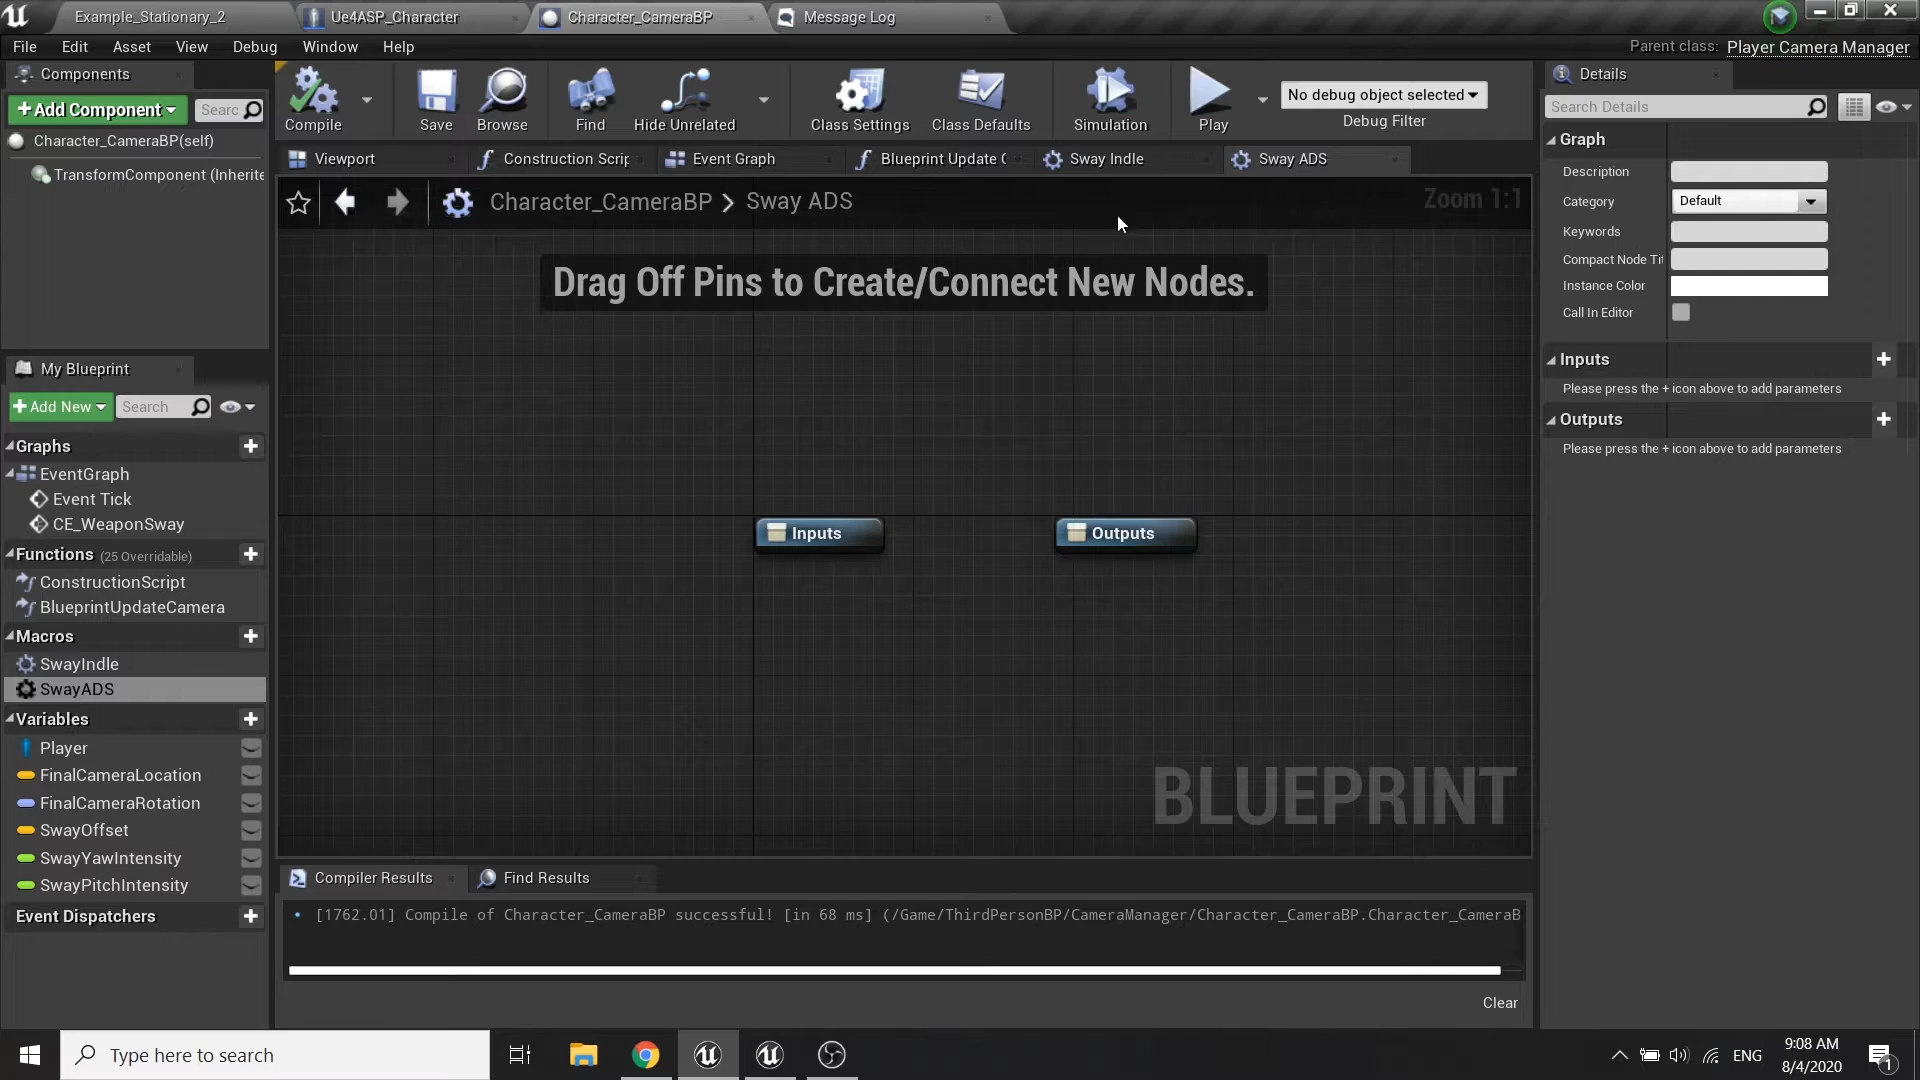 Example_Stationary_2
Ue4ASP_Character
Character_CameraBP
Message Log
File Edit Asset View Debug Window Help
Parent class: Player Camera Manager
Components
+Add Component
Searc
Character_CameraBP(self)
TransformComponent (Inherite
Compile
Save
Browse
Find
Hide Unrelated
Class Settings
Class Defaults
Simulation
Play
No debug object selected
Debug Filter
Viewport
Construction Scrip
Event Graph
Blueprint Update C
Sway Indle
Sway ADS
Character_CameraBP > Sway ADS
Zoom 1:1
Drag Off Pins to Create/Connect New Nodes.
Inputs
Outputs
BLUEPRINT
My Blueprint
+Add New
Search
Graphs
EventGraph
Event Tick
CE_WeaponSway
Functions (25 Overridable)
ConstructionScript
BlueprintUpdateCamera
Macros
SwayIndle
SwayADS
Variables
Player
FinalCameraLocation
FinalCameraRotation
SwayOffset
SwayYawIntensity
SwayPitchIntensity
Event Dispatchers
Compiler Results
Find Results
[1762.01] Compile of Character_CameraBP successful! [in 68 ms] (/Game/ThirdPersonBP/CameraManager/Character_CameraBP.Character_CameraB
Clear
Details
Search Details
Graph
Description
Category
Default
Keywords
Compact Node Tit
Instance Color
Call In Editor
Inputs
Please press the + icon above to add parameters
Outputs
Please press the + icon above to add parameters
Type here to search
ENG
9:08 AM
8/4/2020
1